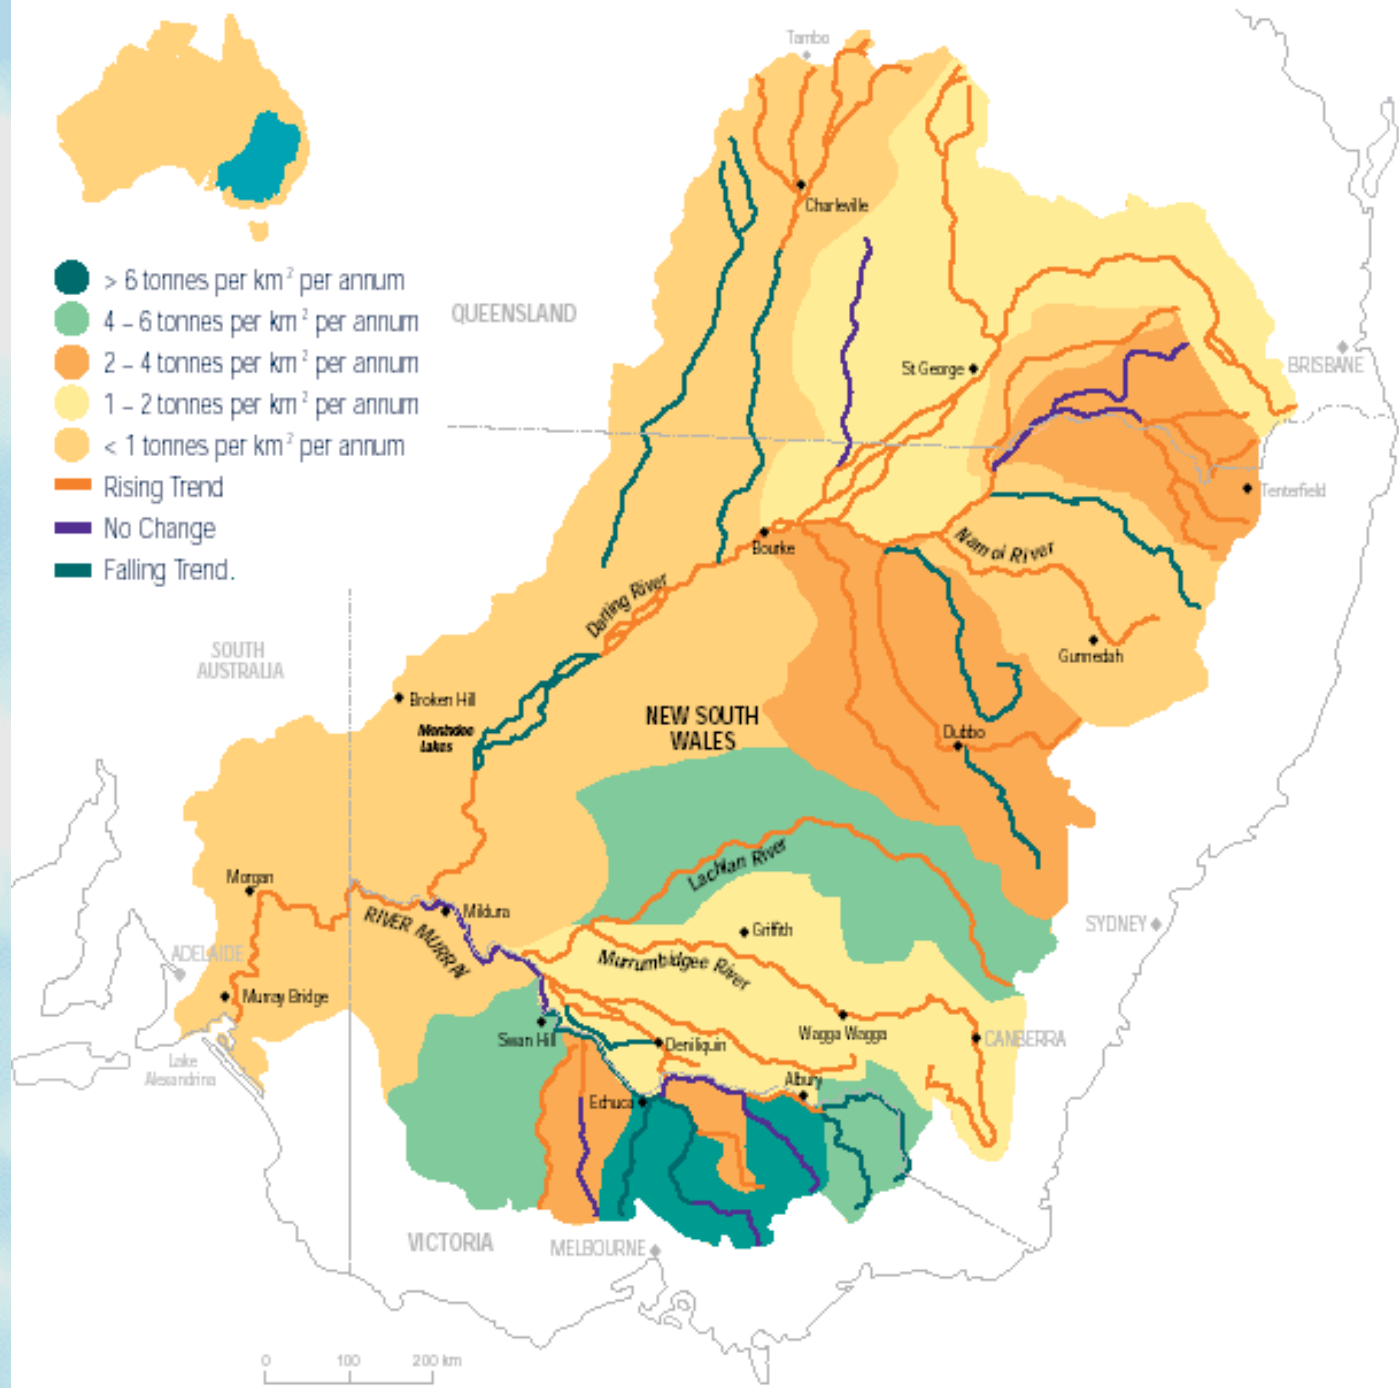 Tambo
Charleville
> 6 tonnes per km² per annum
4 – 6 tonnes per km² per annum
2 – 4 tonnes per km² per annum
1 – 2 tonnes per km² per annum
< 1 tonnes per km² per annum
Rising Trend
No Change
Falling Trend.
QUEENSLAND
St George
BRISBANE
Tenterfield
Bourke
Namoi River
Darling River
Gunnedah
SOUTH
AUSTRALIA
Broken Hill
Menindee
Lakes
NEW SOUTH
WALES
Dubbo
Lachlan River
Morgan
Mildura
RIVER MURRAY
Griffith
SYDNEY
ADELAIDE
Murrumbidgee River
Murray Bridge
Swan Hill
Deniliquin
Wagga Wagga
CANBERRA
Lake
Alexandrina
Albury
Echuca
VICTORIA
MELBOURNE
0 100 200 km